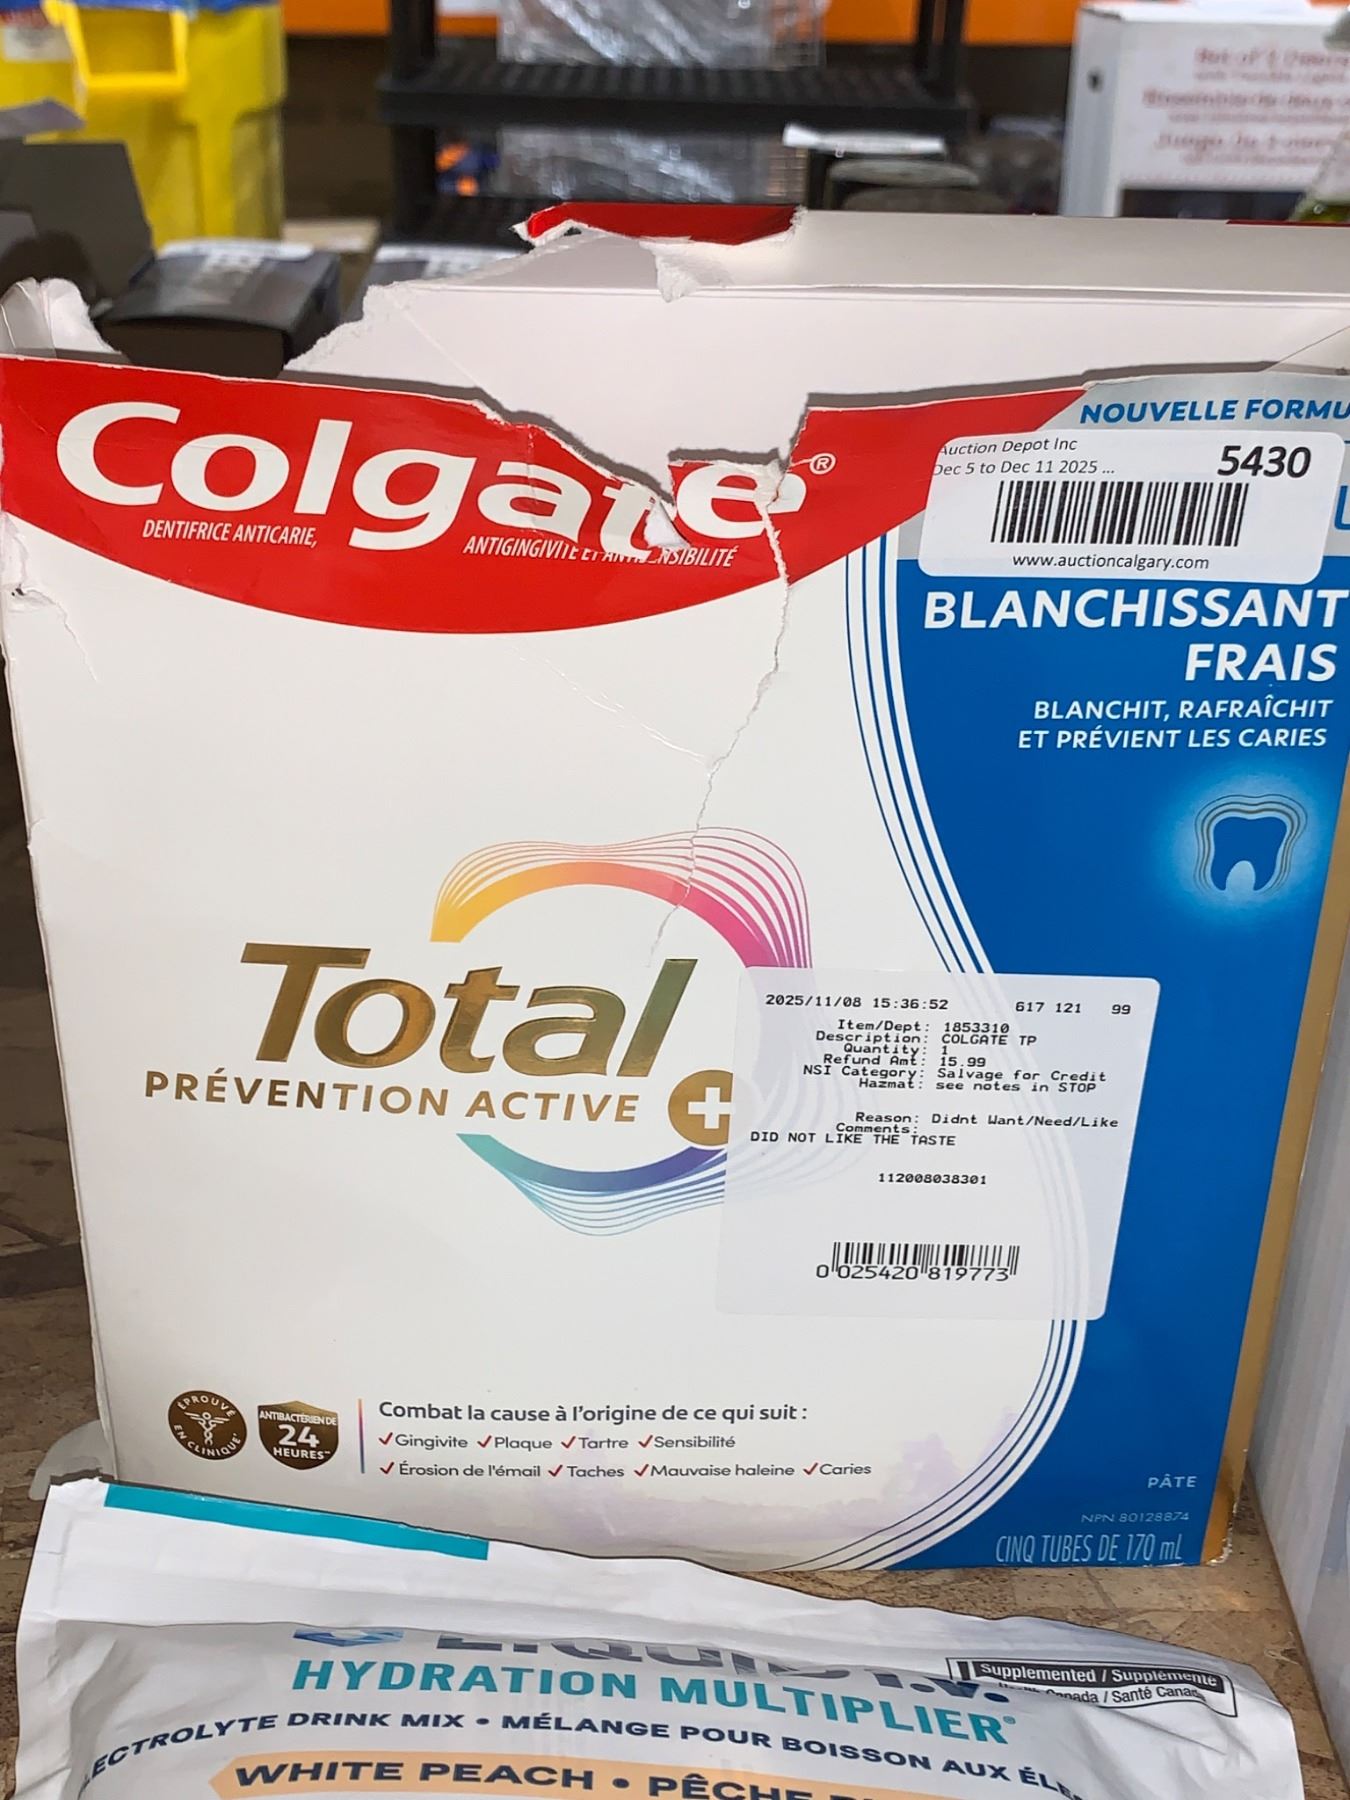 Colgate®
DENTIFRICE ANTICARIE,
ANTIGINGIVITE ET
NOUVELLE
Auction Depot Inc
5430
Dec 5 to Dec 11 2025 ...
www.auctioncalgary.com
BLANCHISSANT
FRAIS
BLANCHIT, RAFRAÎCHIT
ET PRÉVIENT LES CARIES
Total
PRÉVENTION ACTIVE +
2025/11/08 15:36:52 617 121 99
Item/Dept: 1853310
Description: COLGATE TP
Quantity: 1
Refund Amt: 15.99
NSI Category: Salvage for Credit
Hazmat: see notes in STOP
Reason: Didnt Want/Need/Like
Comments:
DID NOT LIKE THE TASTE
112008038301
0 025420 819773
ÉPROUVÉ
EN CLINIQUE
ANTIBACTÉRIEN DE
24
HEURES
Combat la cause à l'origine de ce qui suit :
✓Gingivite ✓Plaque ✓Tartre ✓Sensibilité
✓Érosion de l'émail ✓Taches ✓Mauvaise haleine ✓Caries
PÂTE
NPN 80128874
CINQ TUBES DE 170 mL
LIQUID I.V.
HYDRATION MULTIPLIER®
Supplemented / Supplémenté
Canada / Santé Canada
DRINK MIX • MÉLANGE POUR BOISSON AUX
WHITE PEACH • PÊCHE